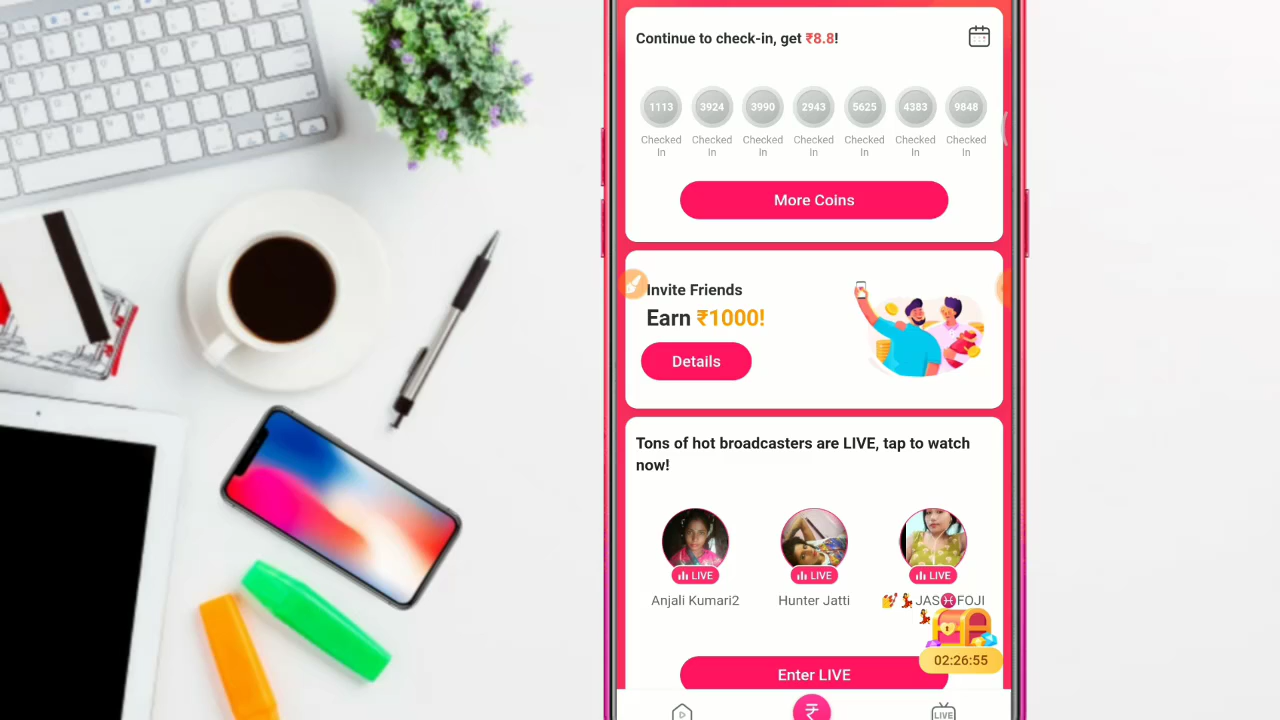 Continue to check-in, get ₹8.8!
1113 3924 3990 2943 5625 4383 9848
Checked Checked Checked Checked Checked Checked Checked
In In In In In In In
More Coins
Invite Friends
Earn ₹1000!
Details
Tons of hot broadcasters are LIVE, tap to watch
now!
LIVE LIVE LIVE
Anjali Kumari2 Hunter Jatti 💅💃JAS♓FOJI
💃
02:26:55
Enter LIVE
₹
LIVE